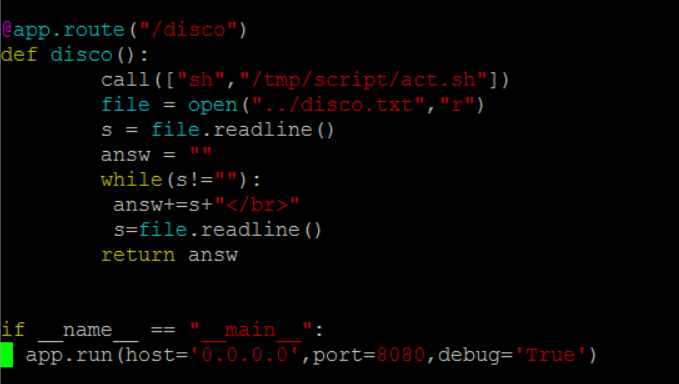 @app.route("/disco")
def disco():
        call(["sh","/tmp/script/act.sh"])
        file = open("../disco.txt","r")
        s = file.readline()
        answ = ""
        while(s!=""):
         answ+=s+"</br>"
         s=file.readline()
        return answ
if __name__ == "__main__":
  app.run(host='0.0.0.0',port=8080,debug='True')